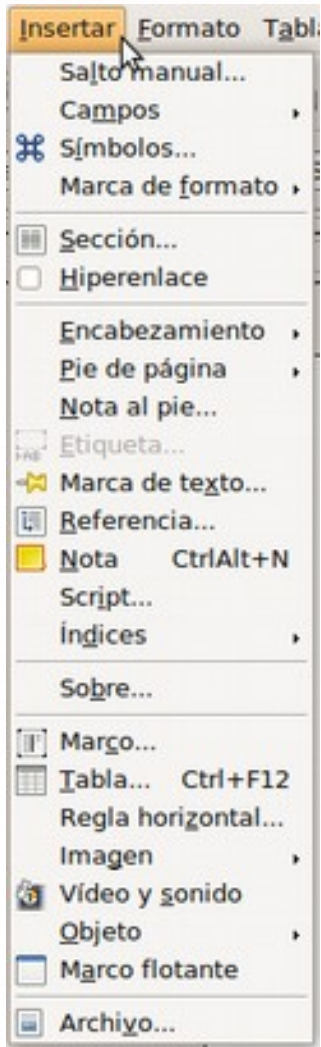 Insertar Formato Tabl
Salto manual...
Campos
Símbolos...
Marca de formato
Sección...
Hiperenlace
Encabezamiento
Pie de página
Nota al pie...
Etiqueta...
Marca de texto...
Referencia...
Nota CtrlAlt+N
Script...
Índices
Sobre...
Marco...
Tabla... Ctrl+F12
Regla horizontal...
Imagen
Vídeo y sonido
Objeto
Marco flotante
Archivo...